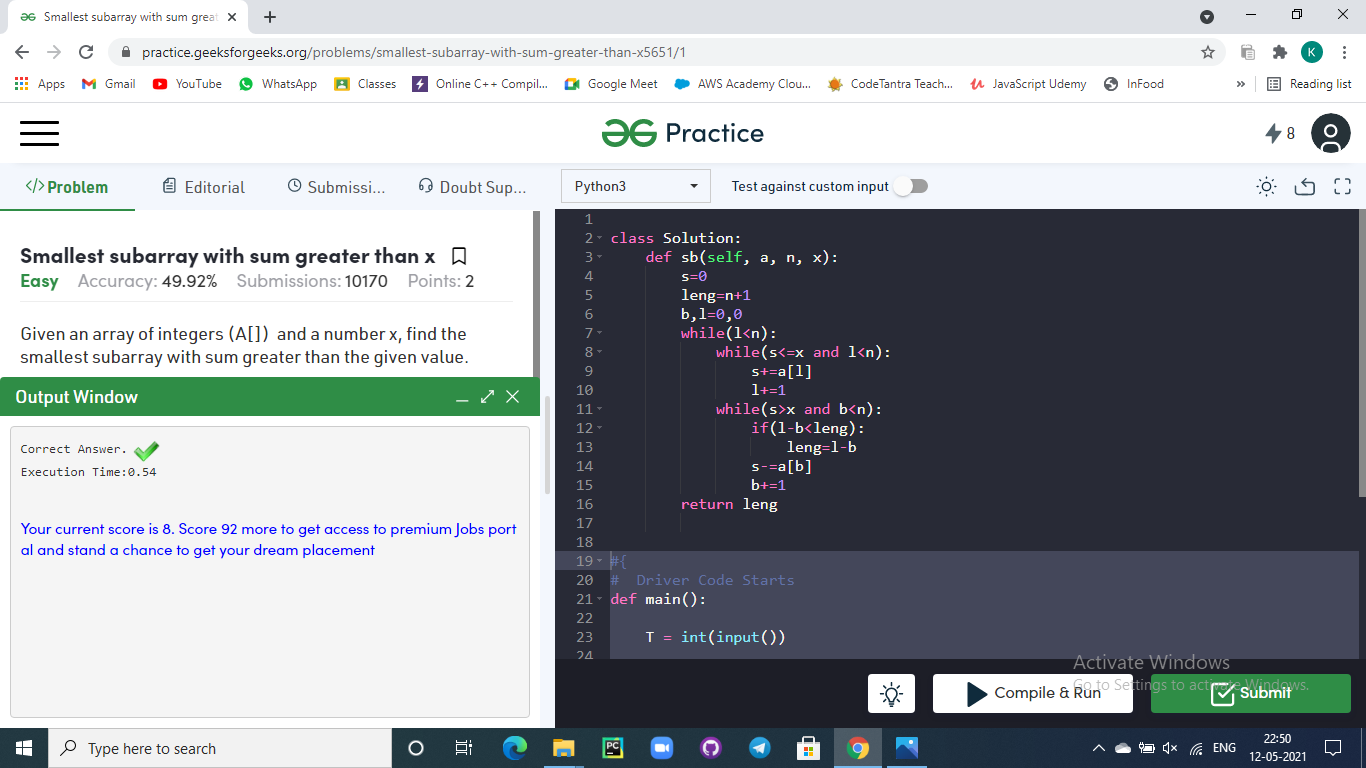 Smallest subarray with sum great
practice.geeksforgeeks.org/problems/smallest-subarray-with-sum-greater-than-x5651/1
K
Apps Gmail YouTube WhatsApp Classes Online C++ Compil... Google Meet AWS Academy Clou... CodeTantra Teach... JavaScript Udemy InFood » Reading list
Practice
8
</>Problem Editorial Submissi... Doubt Sup...
Python3 Test against custom input
Smallest subarray with sum greater than x
Easy Accuracy: 49.92% Submissions: 10170 Points: 2
Given an array of integers (A[]) and a number x, find the
smallest subarray with sum greater than the given value.
Output Window
Correct Answer.
Execution Time:0.54
Your current score is 8. Score 92 more to get access to premium Jobs port
al and stand a chance to get your dream placement
1
2 class Solution:
3 def sb(self, a, n, x):
4 s=0
5 leng=n+1
6 b,l=0,0
7 while(l<n):
8 while(s<=x and l<n):
9 s+=a[l]
10 l+=1
11 while(s>x and b<n):
12 if(l-b<leng):
13 leng=l-b
14 s-=a[b]
15 b+=1
16 return leng
17
18
19 #{
20 # Driver Code Starts
21 def main():
22
23 T = int(input())
24
Activate Windows
Go to Settings to activate Windows.
Compile & Run
Submit
Type here to search
PC
ENG
22:50
12-05-2021